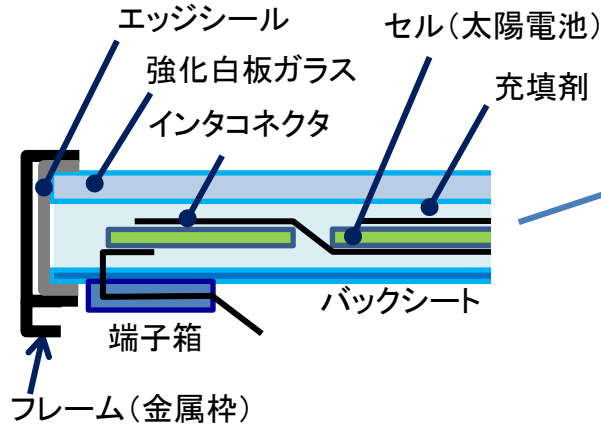 エッジシール
セル（太陽電池）
強化白板ガラス
充填剤
インタコネクタ
バックシート
端子箱
フレーム（金属枠）